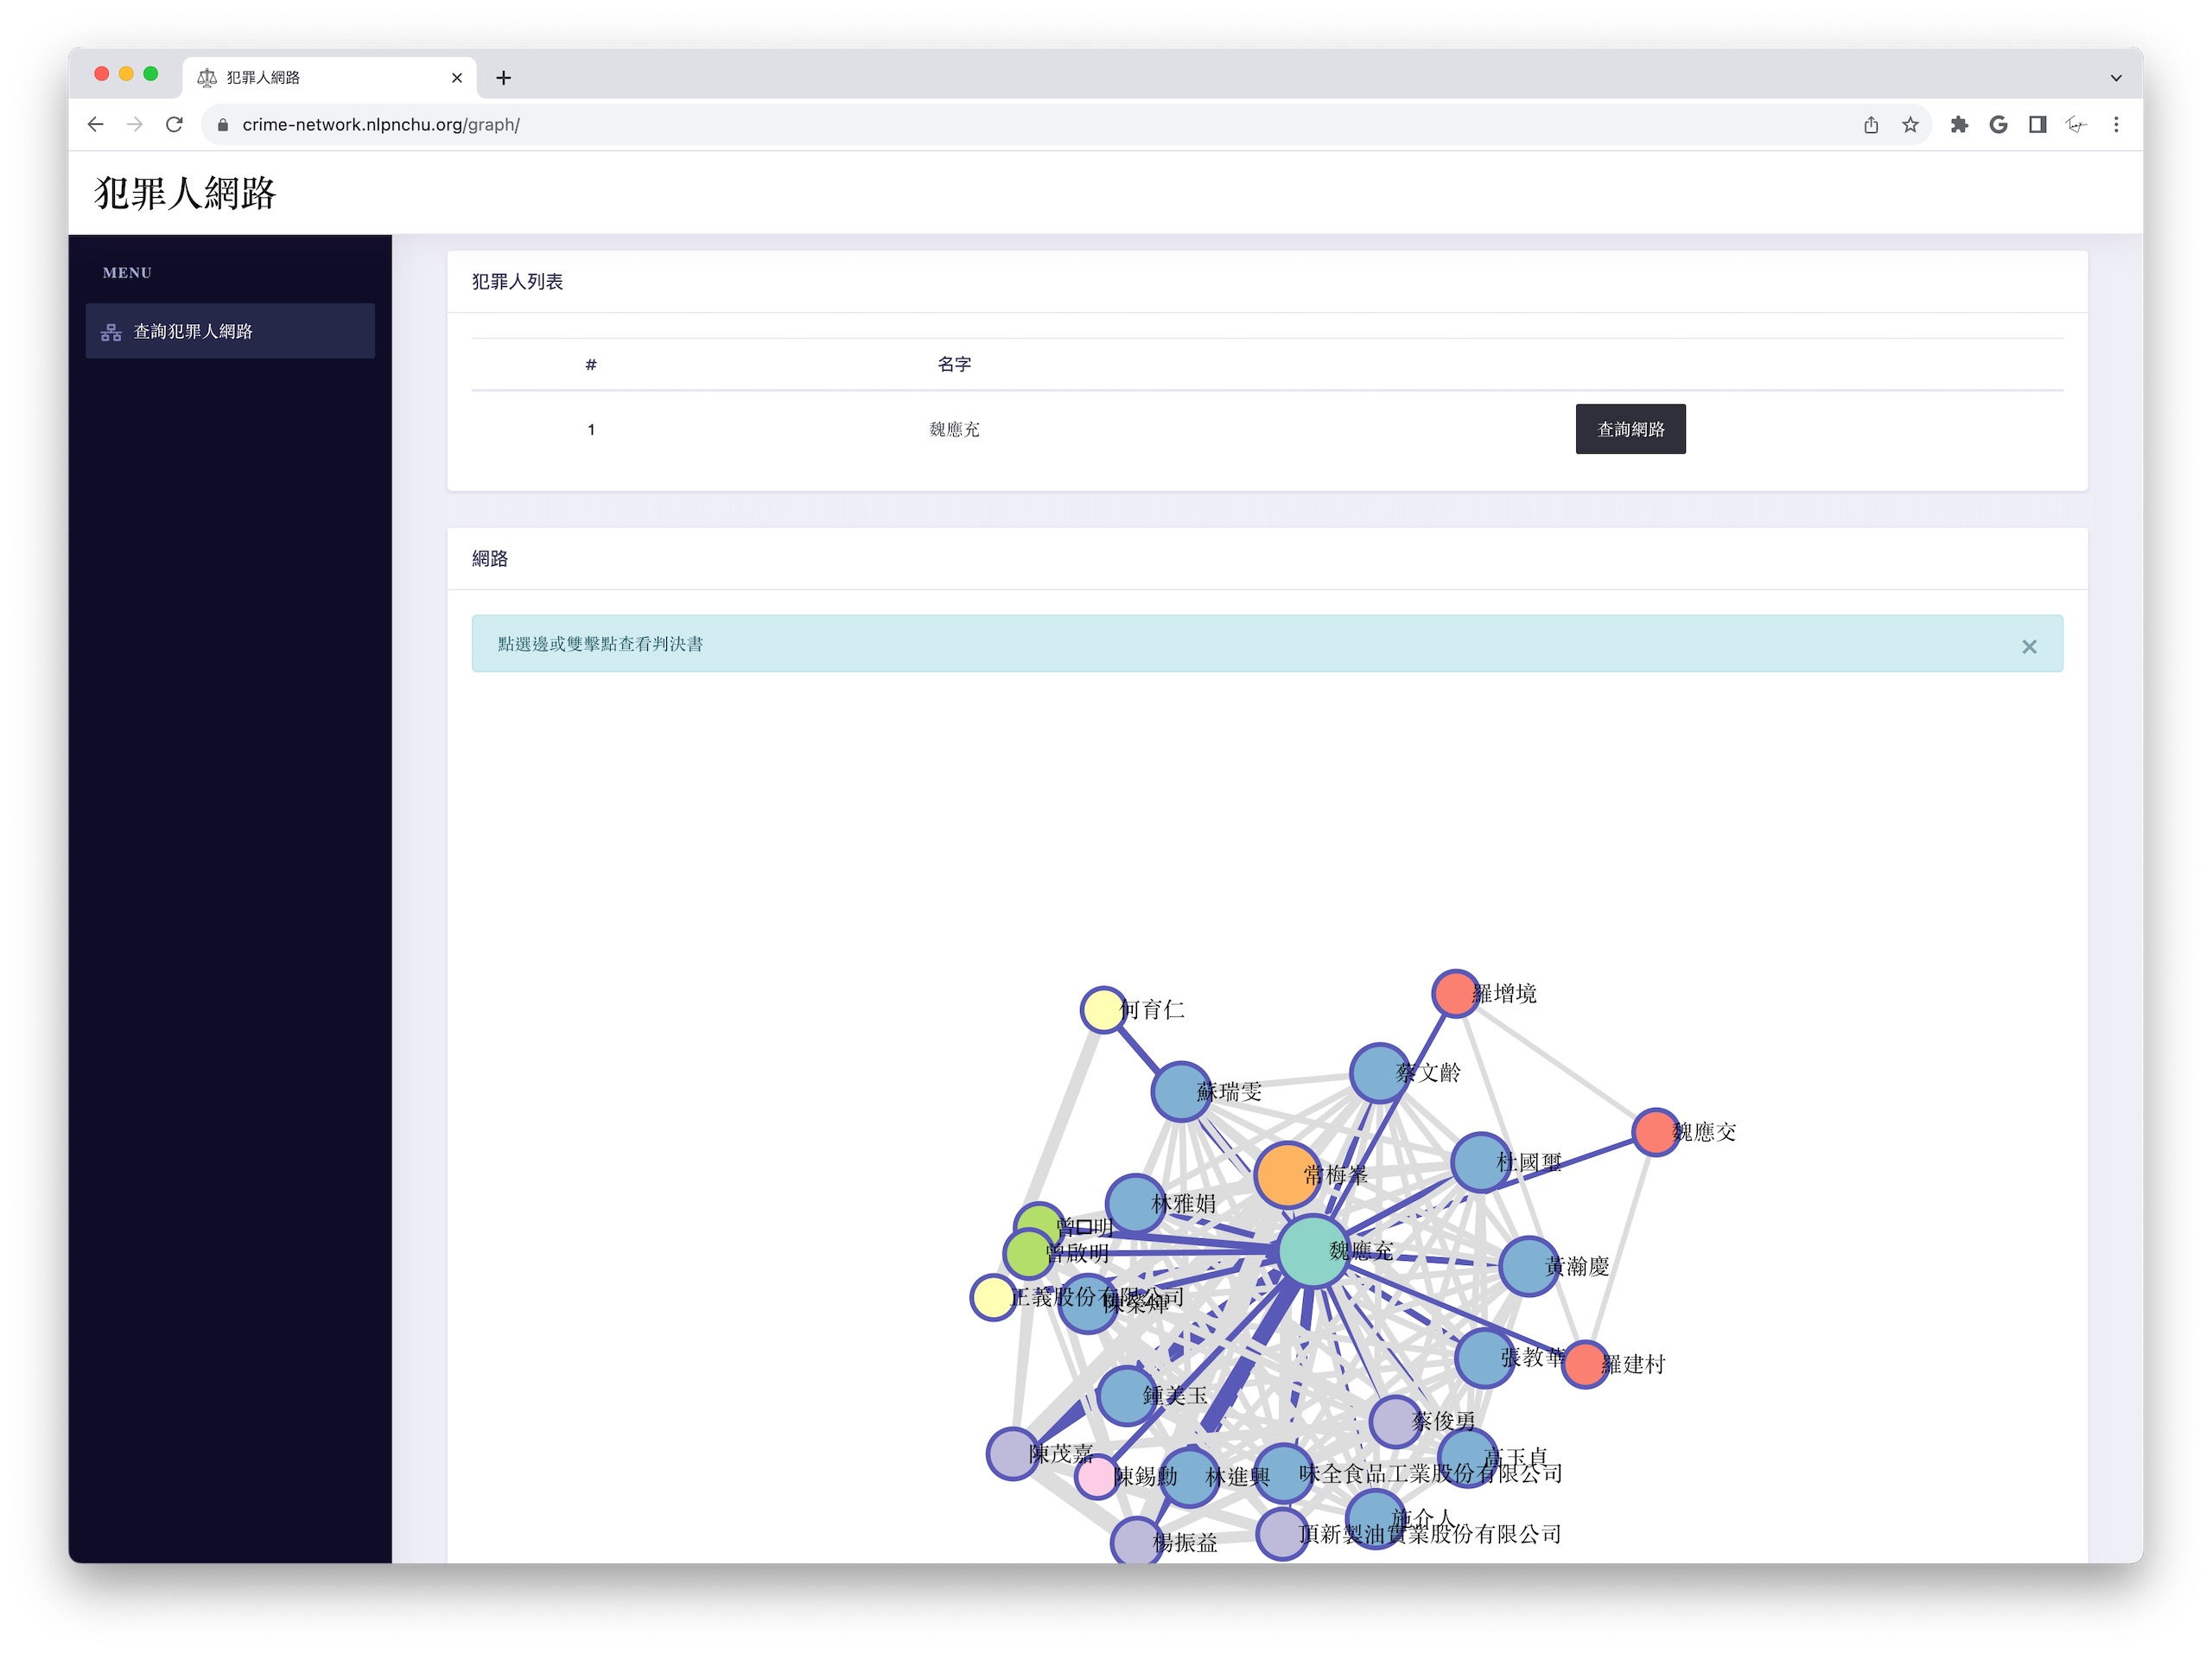 犯罪人網路
crime-network.nlpnchu.org/graph/
犯罪人網路
MENU
查詢犯罪人網路
犯罪人列表
# 名字
1 魏應充 查詢網路
網路
點選邊或雙擊點查看判決書
羅增境
何育仁
蔡文齡
蘇瑞雯
魏應交
杜國璽
常梅峯
林雅娟
曾口明
魏應充
曾啟明
黃瀚慶
正義股份有限公司
陳榮輝
張教華
羅建村
鍾美玉
蔡俊勇
陳茂嘉
高玉貞
陳錫勳
林進興
味全食品工業股份有限公司
施介人
頂新製油實業股份有限公司
楊振益